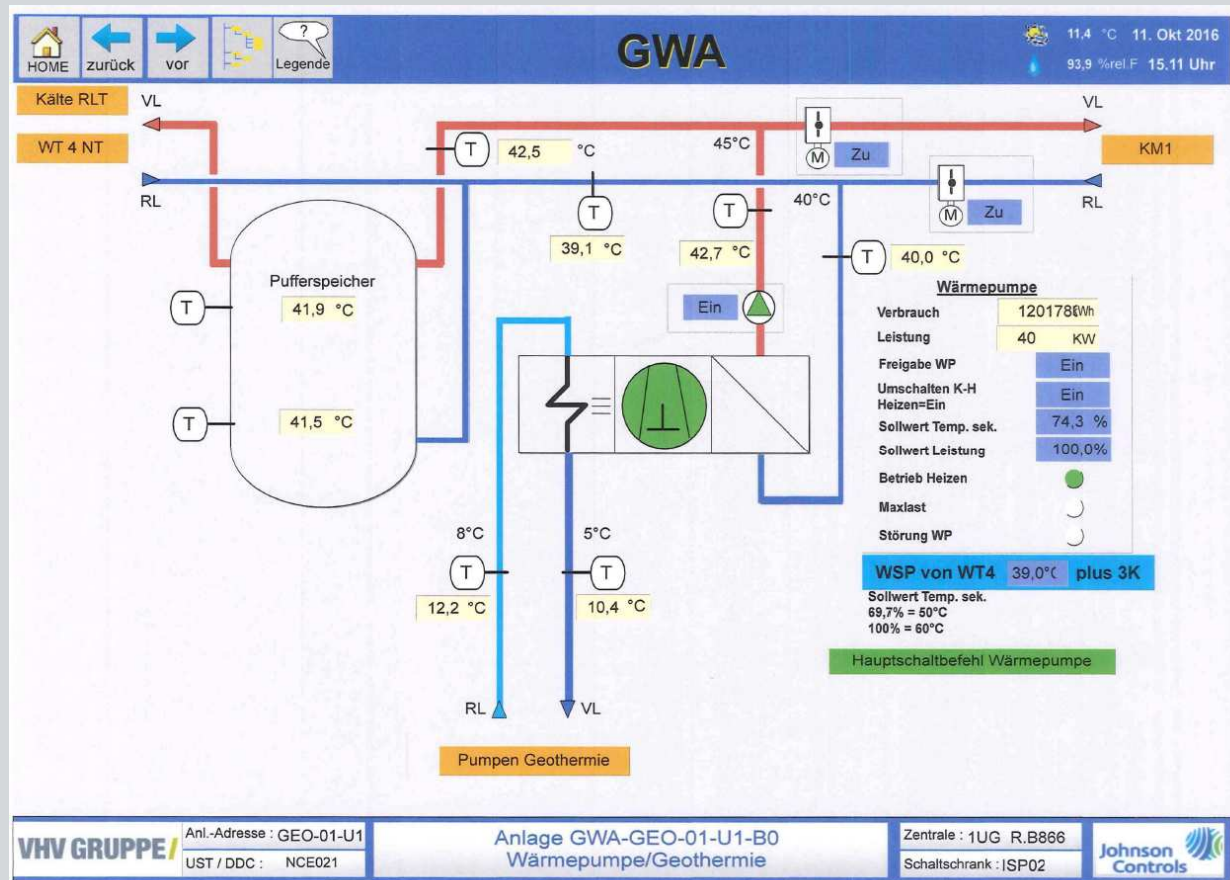 HOME
zurück
vor
?
Legende
GWA
11,4 °C 11. Okt 2016
93,9 %rel.F 15.11 Uhr
Kälte RLT
VL
VL
WT 4 NT
T
42,5 °C
45°C
M
Zu
KM1
RL
T
39,1 °C
T
42,7 °C
40°C
M
Zu
RL
T
40,0 °C
Pufferspeicher
T
41,9 °C
T
41,5 °C
Ein
Wärmepumpe
Verbrauch
Leistung 40 KW
Freigabe WP Ein
Umschalten K-H
Heizen=Ein
Ein
Sollwert Temp. sek. 74,3 %
Sollwert Leistung 100,0%
Betrieb Heizen
Maxlast
Störung WP
WSP von WT4 39,0°C plus 3K
Sollwert Temp. sek.
69,7% = 50°C
100% = 60°C
Hauptschaltbefehl Wärmepumpe
8°C
5°C
T
T
12,2 °C
10,4 °C
RL
VL
Pumpen Geothermie
VHV GRUPPE/
Anl.-Adresse : GEO-01-U1
UST / DDC : NCE021
Anlage GWA-GEO-01-U1-B0
Wärmepumpe/Geothermie
Zentrale : 1UG R.B866
Schaltschrank : ISP02
Johnson
Controls